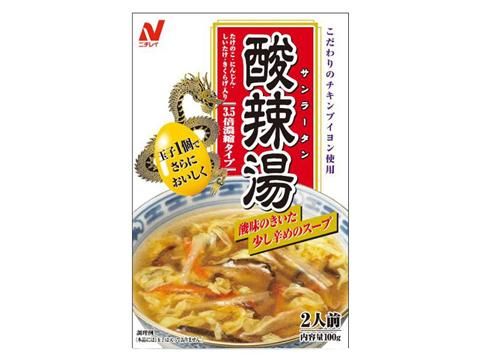 ニチレイ
こだわりのチキンブイヨン使用
サンラータン
酸辣湯
たけのこ・にんじん・
しいたけ・きくらげ入り
3.5倍濃縮タイプ
玉子1個で
さらに
おいしく
酸味のきいた
少し辛めのスープ
2人前
内容量100g
調理例